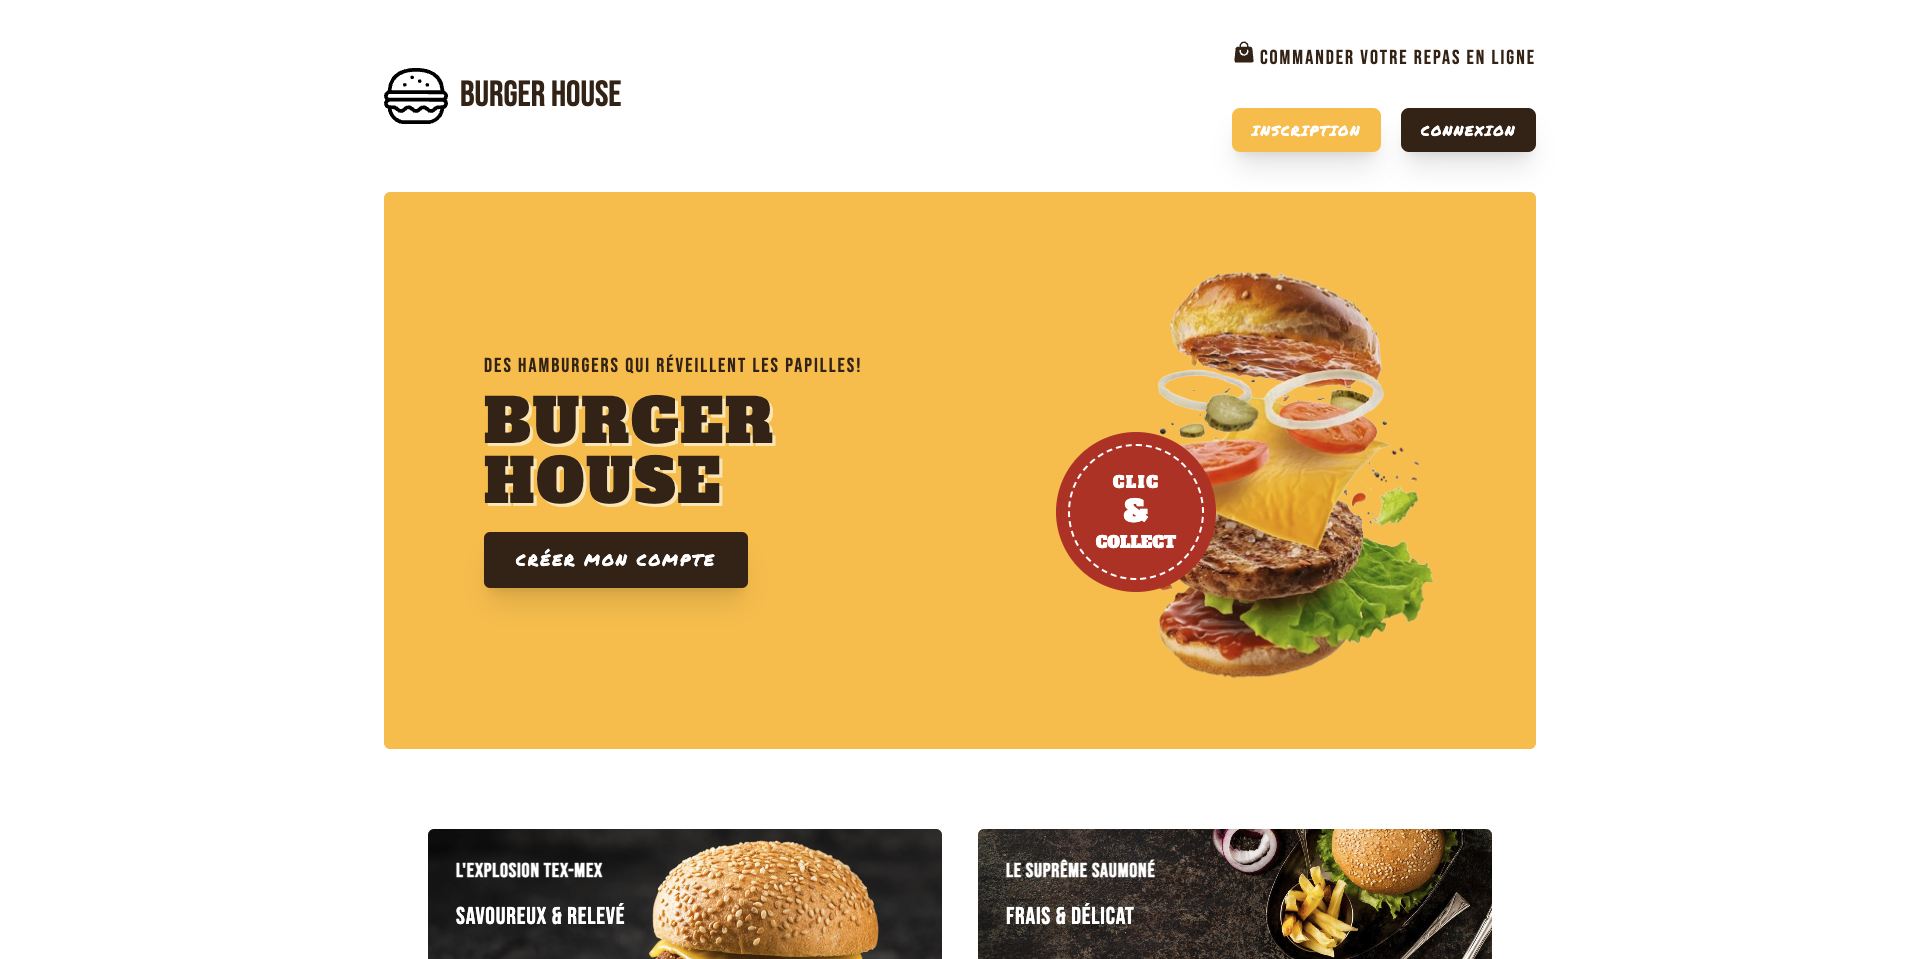 COMMANDER VOTRE REPAS EN LIGNE
BURGER HOUSE
INSCRIPTION
CONNEXION
DES HAMBURGERS QUI RÉVEILLENT LES PAPILLES!
BURGER
HOUSE
CRÉER MON COMPTE
CLIC
&
COLLECT
L'EXPLOSION TEX-MEX
SAVOUREUX & RELEVÉ
LE SUPRÊME SAUMONÉ
FRAIS & DÉLICAT